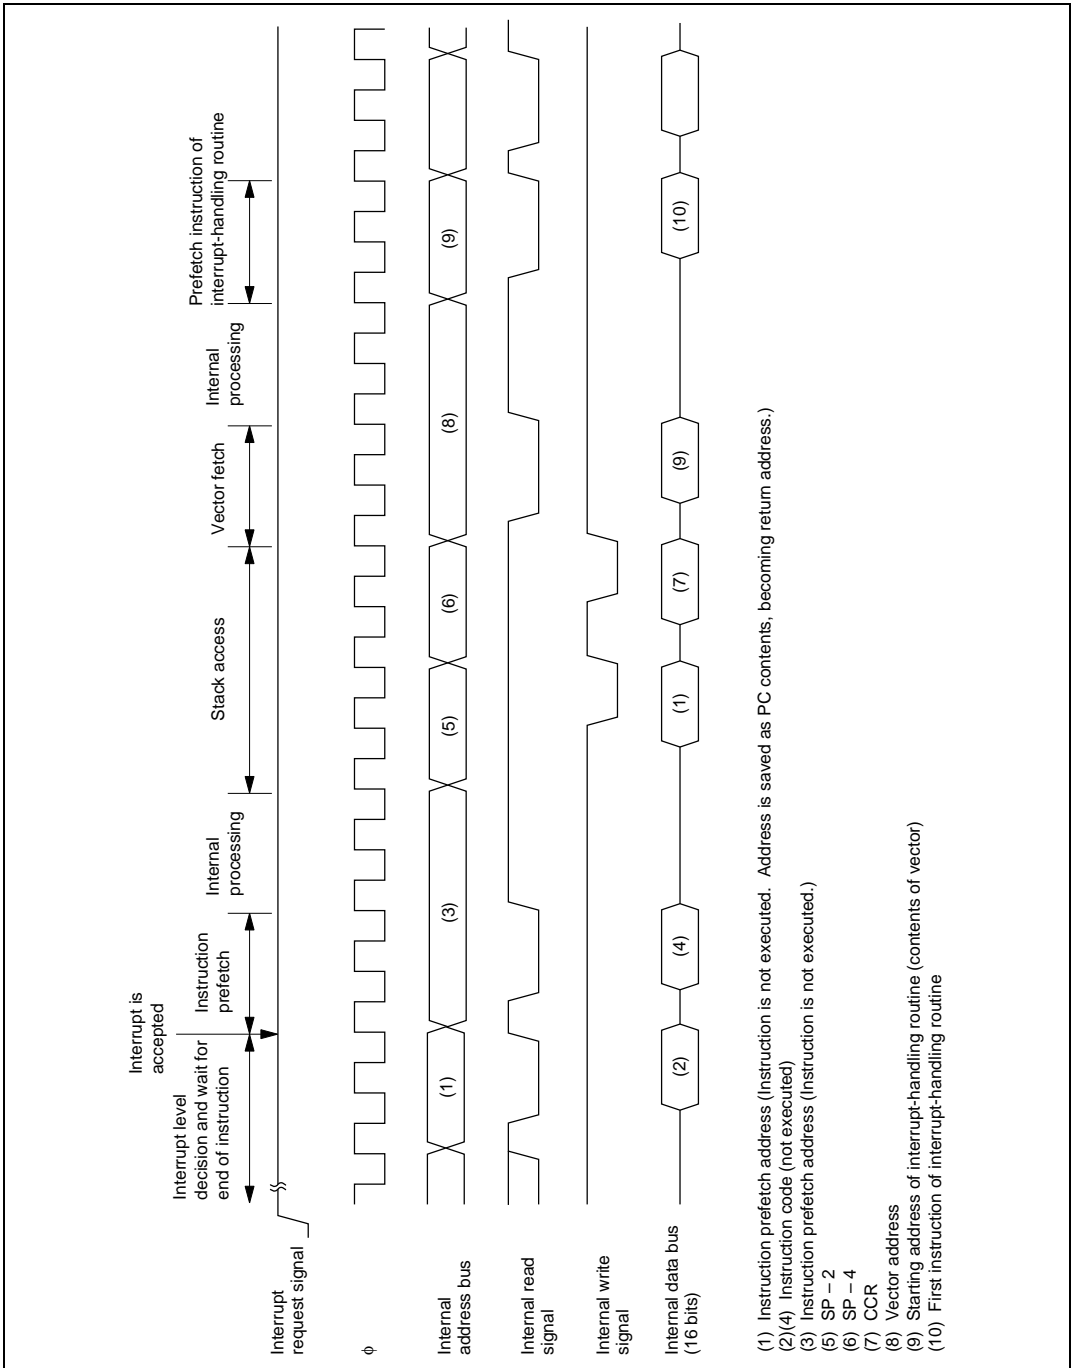 Interrupt is
accepted
Interrupt level
decision and wait for
end of instruction
Instruction
prefetch
Internal
processing
Stack access
Vector fetch
Internal
processing
Prefetch instruction of
interrupt-handling routine
Interrupt
request signal
φ
Internal
address bus
(1)
(3)
(5)
(6)
(8)
(9)
Internal read
signal
Internal write
signal
Internal data bus
(16 bits)
(2)
(4)
(1)
(7)
(9)
(10)
(1) Instruction prefetch address (Instruction is not executed. Address is saved as PC contents, becoming return address.)
(2)(4) Instruction code (not executed)
(3) Instruction prefetch address (Instruction is not executed.)
(5) SP – 2
(6) SP – 4
(7) CCR
(8) Vector address
(9) Starting address of interrupt-handling routine (contents of vector)
(10) First instruction of interrupt-handling routine